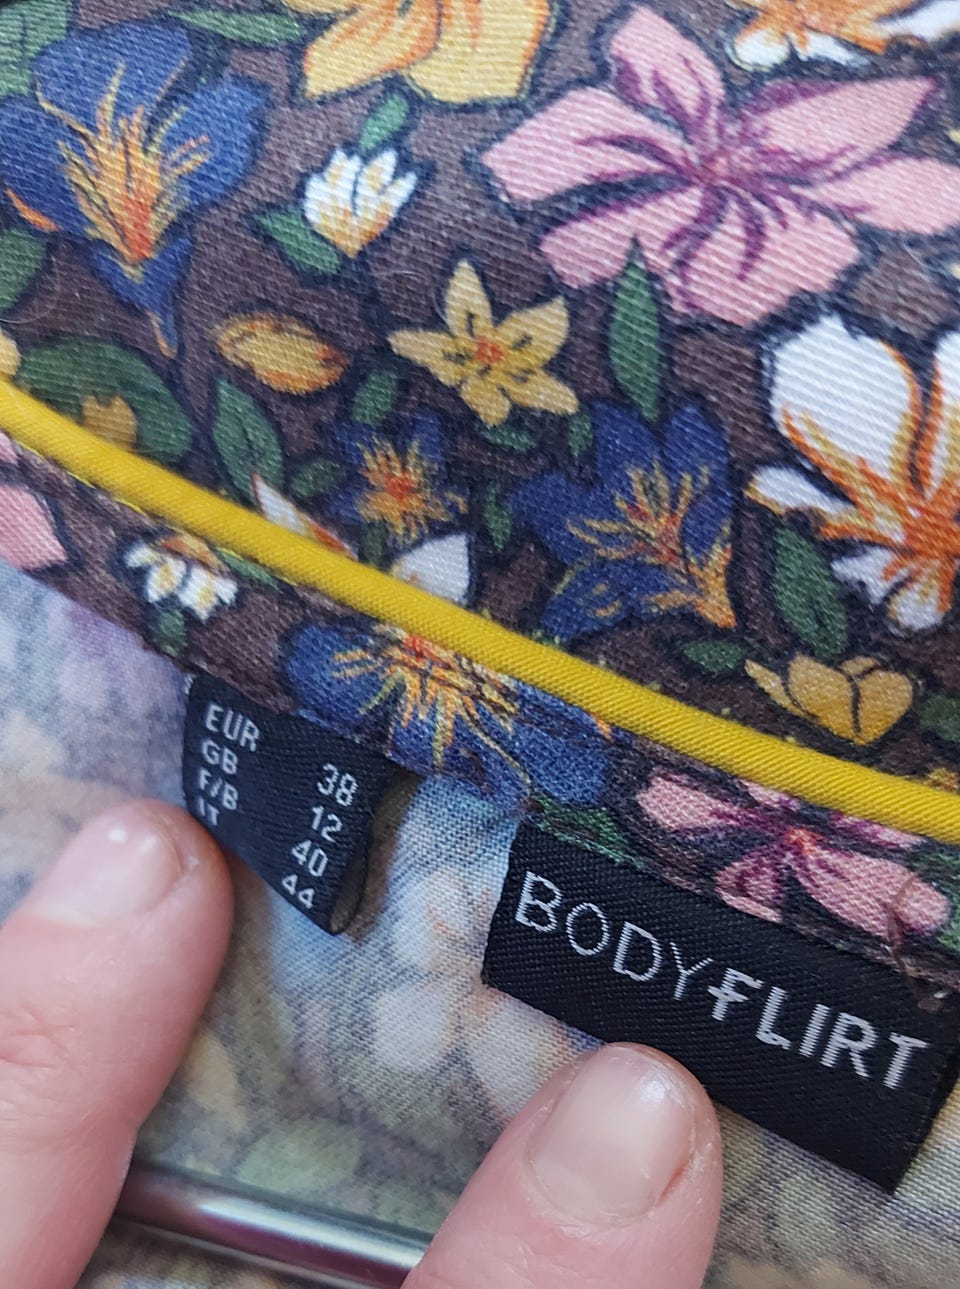 EUR 38
GB 12
F/B 40
IT 44
BODYFLIRT